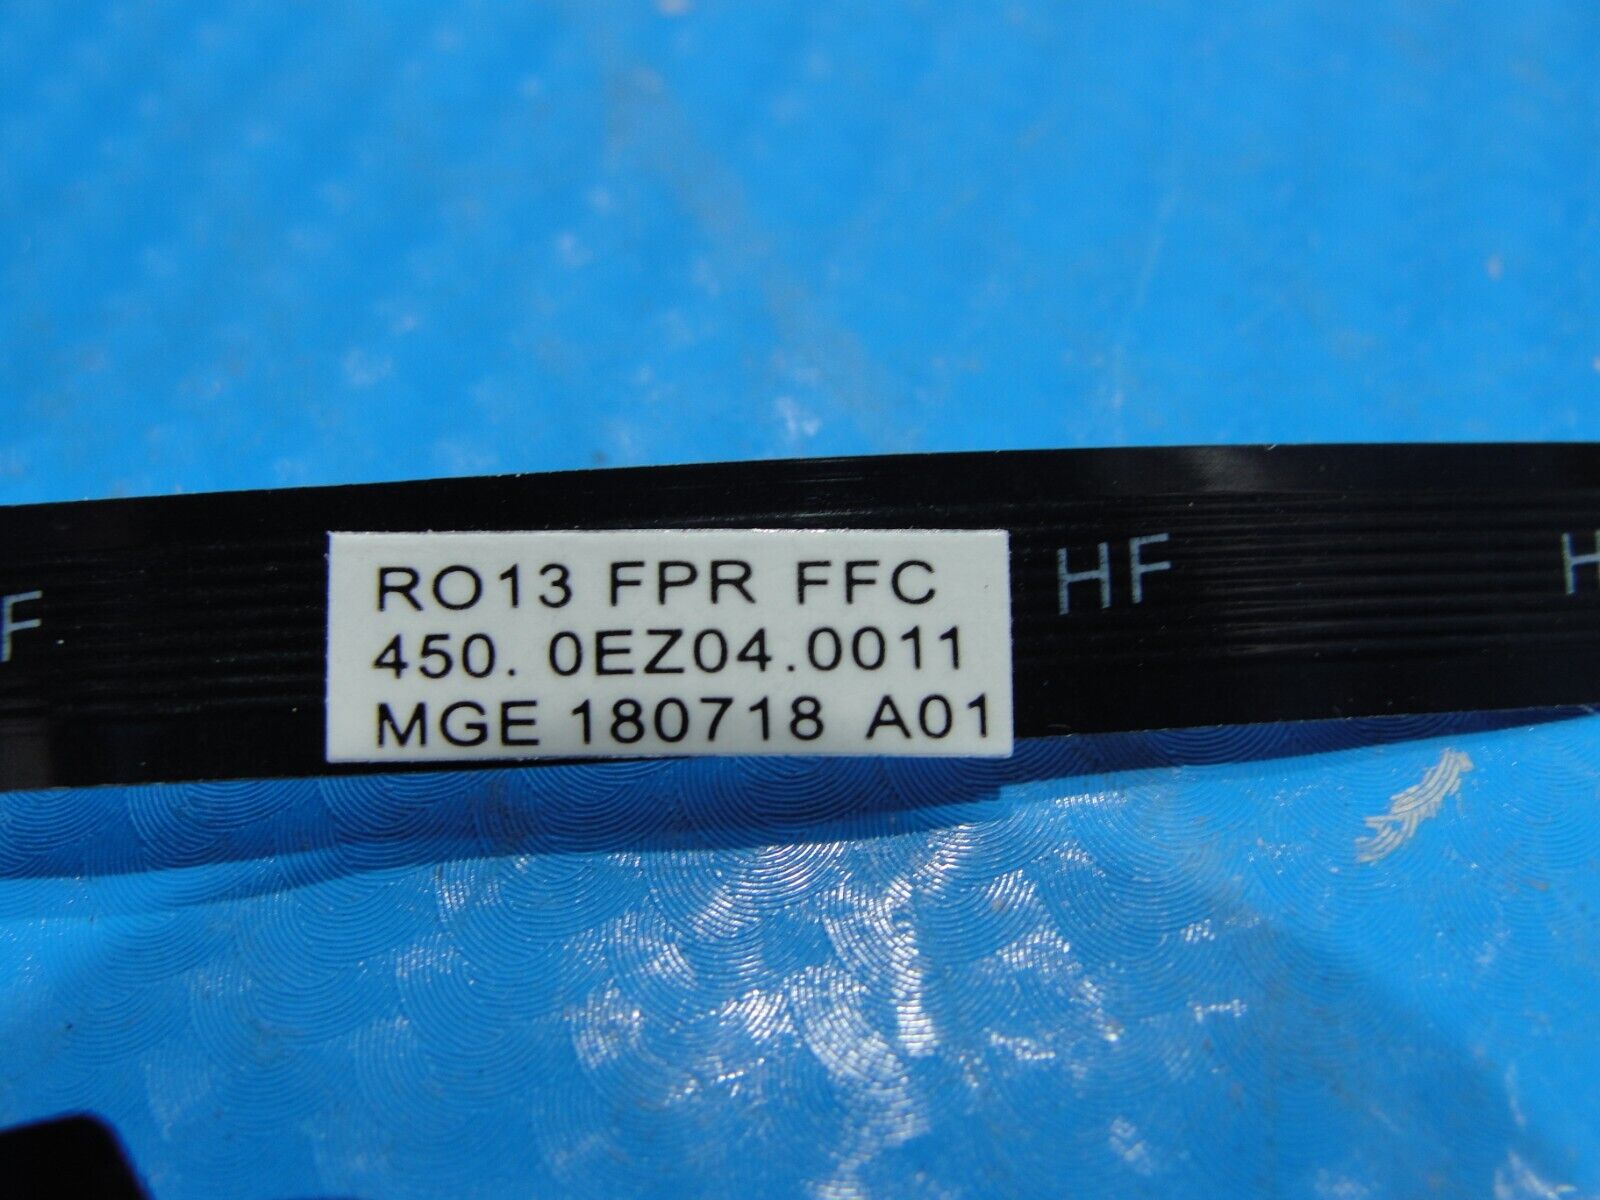 RO13 FPR FFC
450. 0EZ04.0011
MGE 180718 A01
HF
F
H